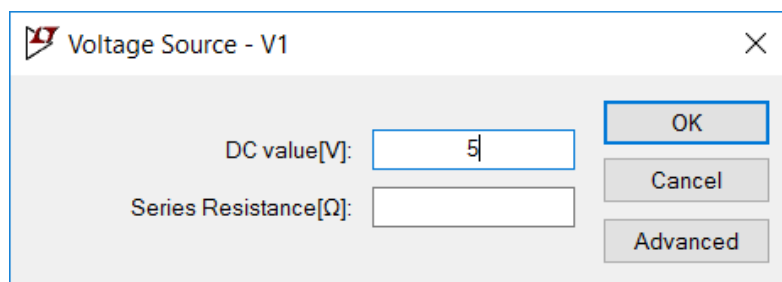 Voltage Source - V1
DC value[V]: 5
OK
Series Resistance[Ω]:
Cancel
Advanced